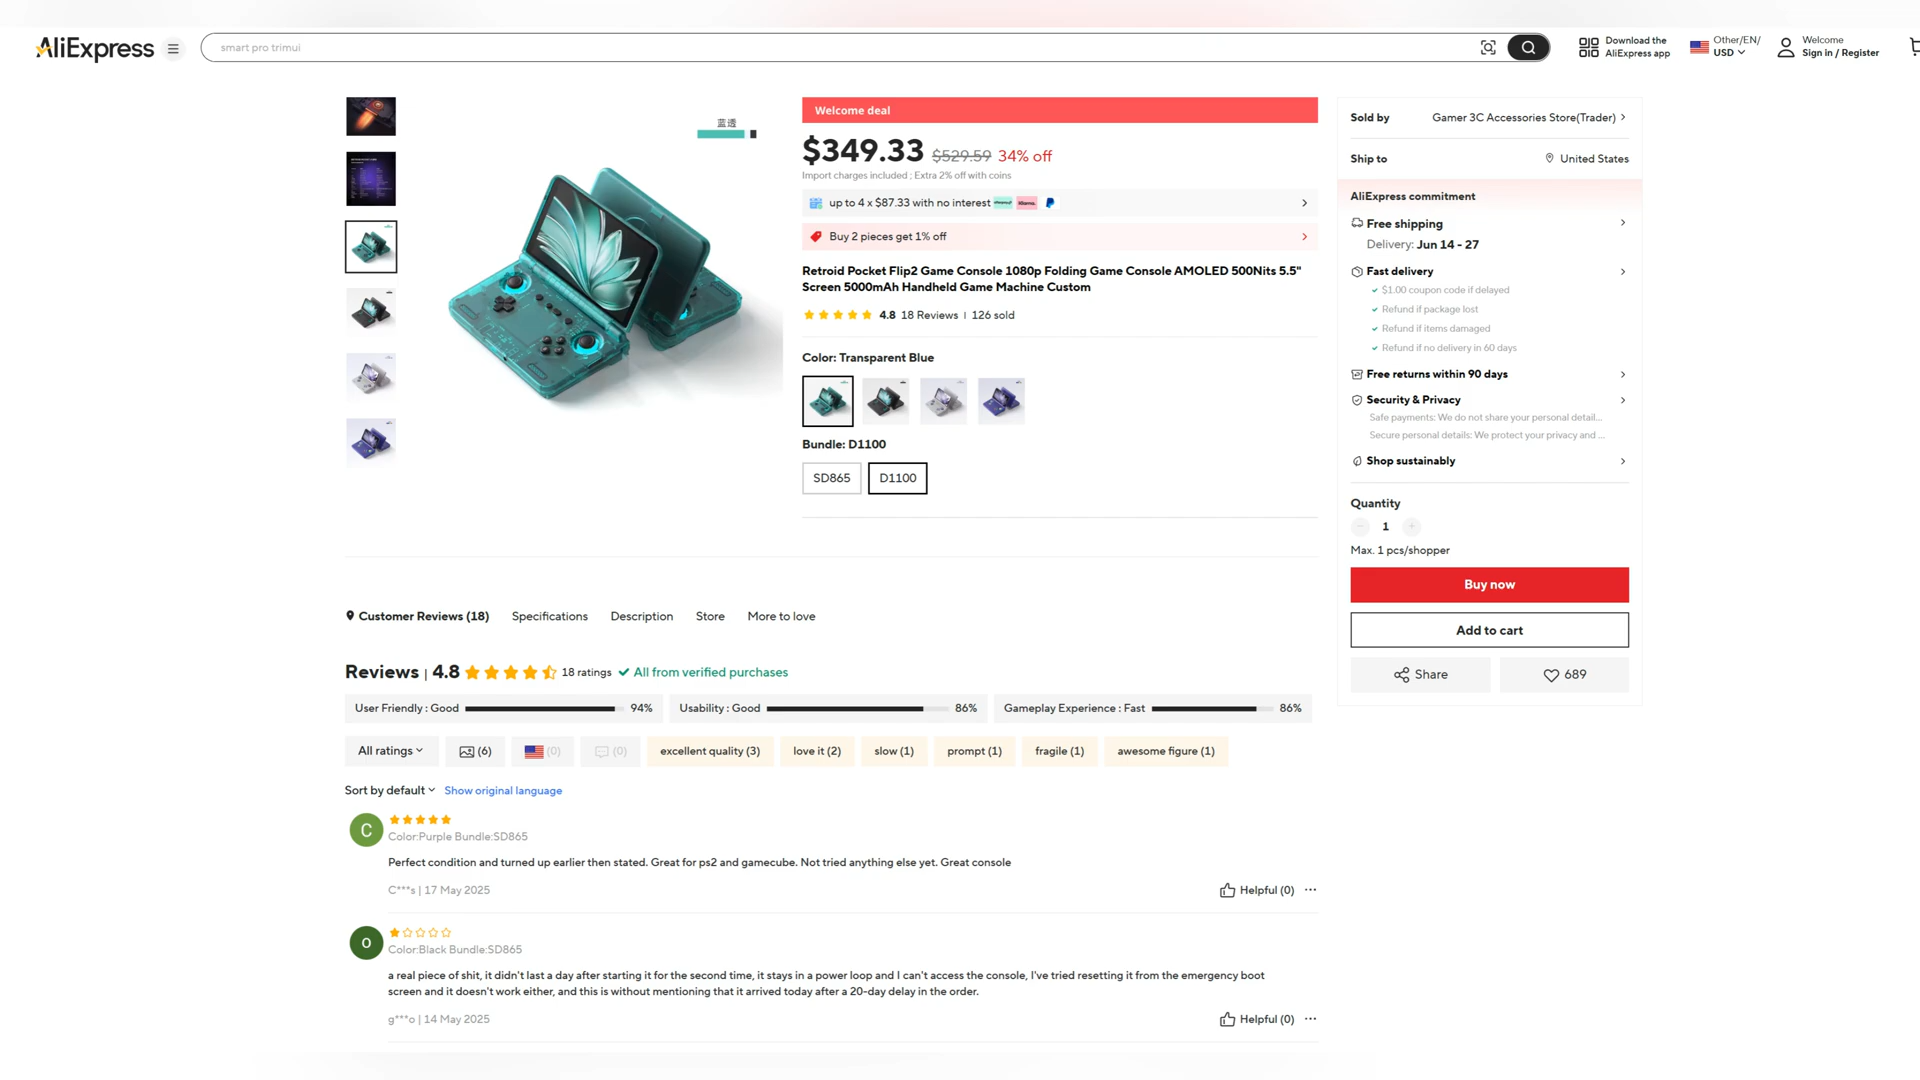 AliExpress
smart pro trimui
Download the
AliExpress app
Other/EN/
USD
Welcome
Sign in / Register
蓝透
Welcome deal
$349.33 $529.59 34% off
Import charges included ; Extra 2% off with coins
up to 4 x $87.33 with no interest
Klarna.
Buy 2 pieces get 1% off
Retroid Pocket Flip2 Game Console 1080p Folding Game Console AMOLED 500Nits 5.5"
Screen 5000mAh Handheld Game Machine Custom
4.8 18 Reviews | 126 sold
Color: Transparent Blue
Bundle: D1100
SD865 D1100
Sold by Gamer 3C Accessories Store(Trader)
Ship to United States
AliExpress commitment
Free shipping
Delivery: Jun 14 - 27
Fast delivery
$1.00 coupon code if delayed
Refund if package lost
Refund if items damaged
Refund if no delivery in 60 days
Free returns within 90 days
Security & Privacy
Safe payments: We do not share your personal detail...
Secure personal details: We protect your privacy and ...
Shop sustainably
Quantity
1
Max. 1 pcs/shopper
Buy now
Add to cart
Share 689
Customer Reviews (18) Specifications Description Store More to love
Reviews | 4.8 18 ratings All from verified purchases
User Friendly : Good 94% Usability : Good 86% Gameplay Experience : Fast 86%
All ratings (6) (0) (0) excellent quality (3) love it (2) slow (1) prompt (1) fragile (1) awesome figure (1)
Sort by default Show original language
C
Color:Purple Bundle:SD865
Perfect condition and turned up earlier then stated. Great for ps2 and gamecube. Not tried anything else yet. Great console
C***s | 17 May 2025 Helpful (0) ...
o
Color:Black Bundle:SD865
a real piece of shit, it didn't last a day after starting it for the second time, it stays in a power loop and I can't access the console, I've tried resetting it from the emergency boot
screen and it doesn't work either, and this is without mentioning that it arrived today after a 20-day delay in the order.
g***o | 14 May 2025 Helpful (0) ...